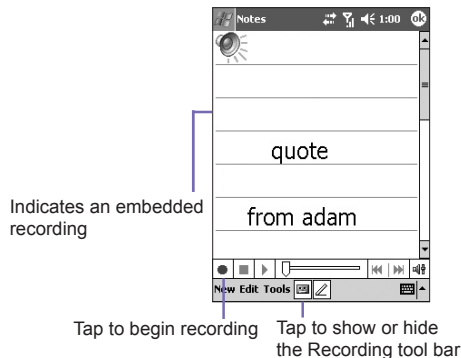 Notes 1:00 ok
quote
Indicates an embedded
recording
from adam
New Edit Tools
Tap to begin recording
Tap to show or hide
the Recording tool bar